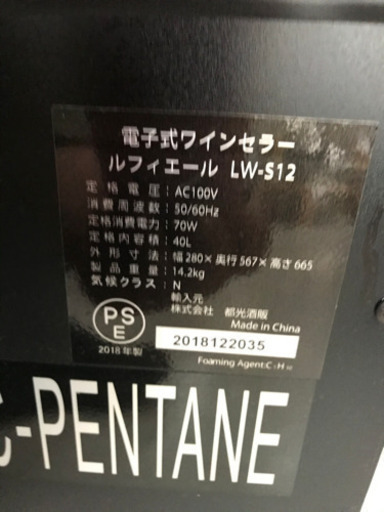 電子式ワインセラー
ルフィエール LW-S12
定格電圧：AC100V
消費周波数：50/60Hz
定格消費電力：70W
定格内容積：40L
外形寸法：幅280×奥行567×高さ665
製品重量：14.2kg
気候クラス：N
輸入元
株式会社 都光酒販
Made in China
PS
E
2018年製
2018122035
Foaming Agent:C₅H₁₀
C-PENTANE